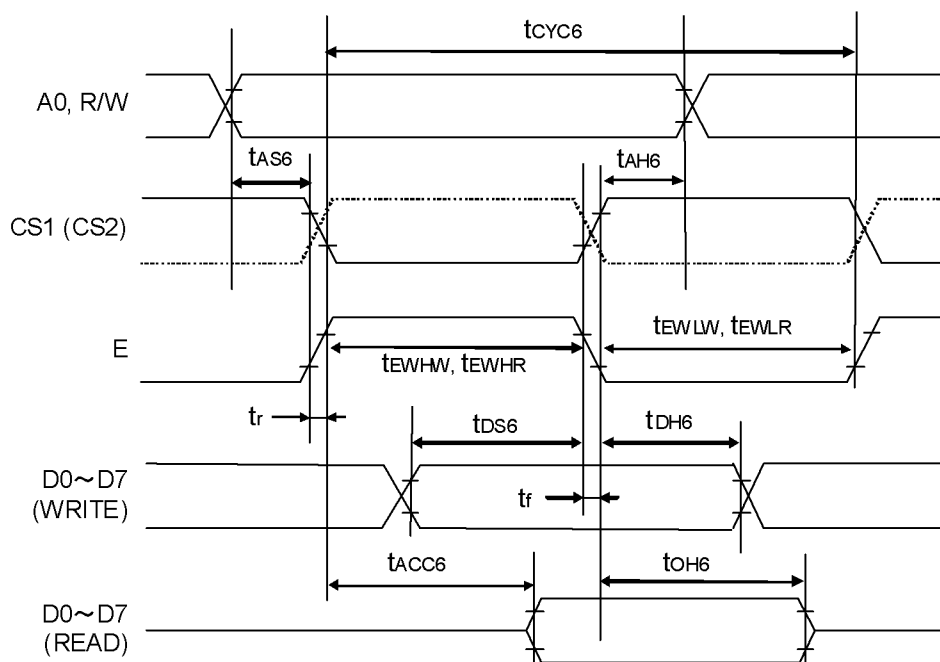 tCYC6
A0, R/W
tAS6
tAH6
CS1 (CS2)
E
tEWHW, tEWHR
tEWLW, tEWLR
tr
tDS6
tDH6
D0~D7
(WRITE)
tf
tACC6
tOH6
D0~D7
(READ)